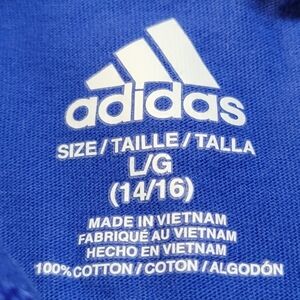 adidas
SIZE / TAILLE / TALLA
L/G
(14/16)
MADE IN VIETNAM
FABRIQUÉ AU VIETNAM
HECHO EN VIETNAM
100% COTTON / COTON / ALGODÓN